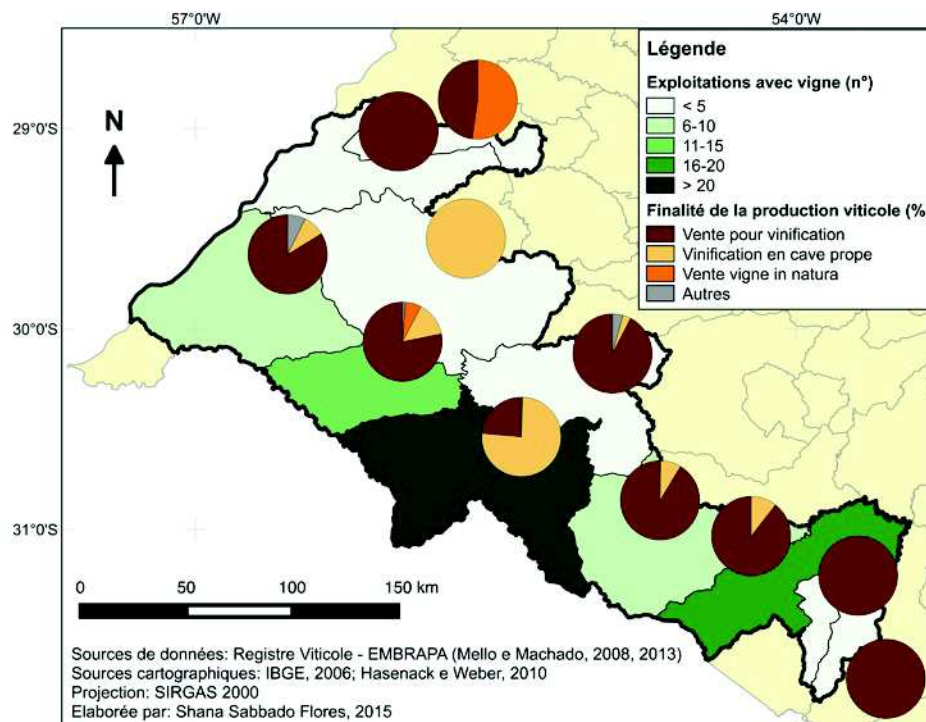 57°0'W
54°0'W
29°0'S
30°0'S
31°0'S
N
Légende
Exploitations avec vigne (n°)
< 5
6-10
11-15
16-20
> 20
Finalité de la production viticole (%
Vente pour vinification
Vinification en cave prope
Vente vigne in natura
Autres
0 50 100 150 km
Sources de données: Registre Viticole - EMBRAPA (Mello e Machado, 2008, 2013)
Sources cartographiques: IBGE, 2006; Hasenack e Weber, 2010
Projection: SIRGAS 2000
Elaborée par: Shana Sabbado Flores, 2015